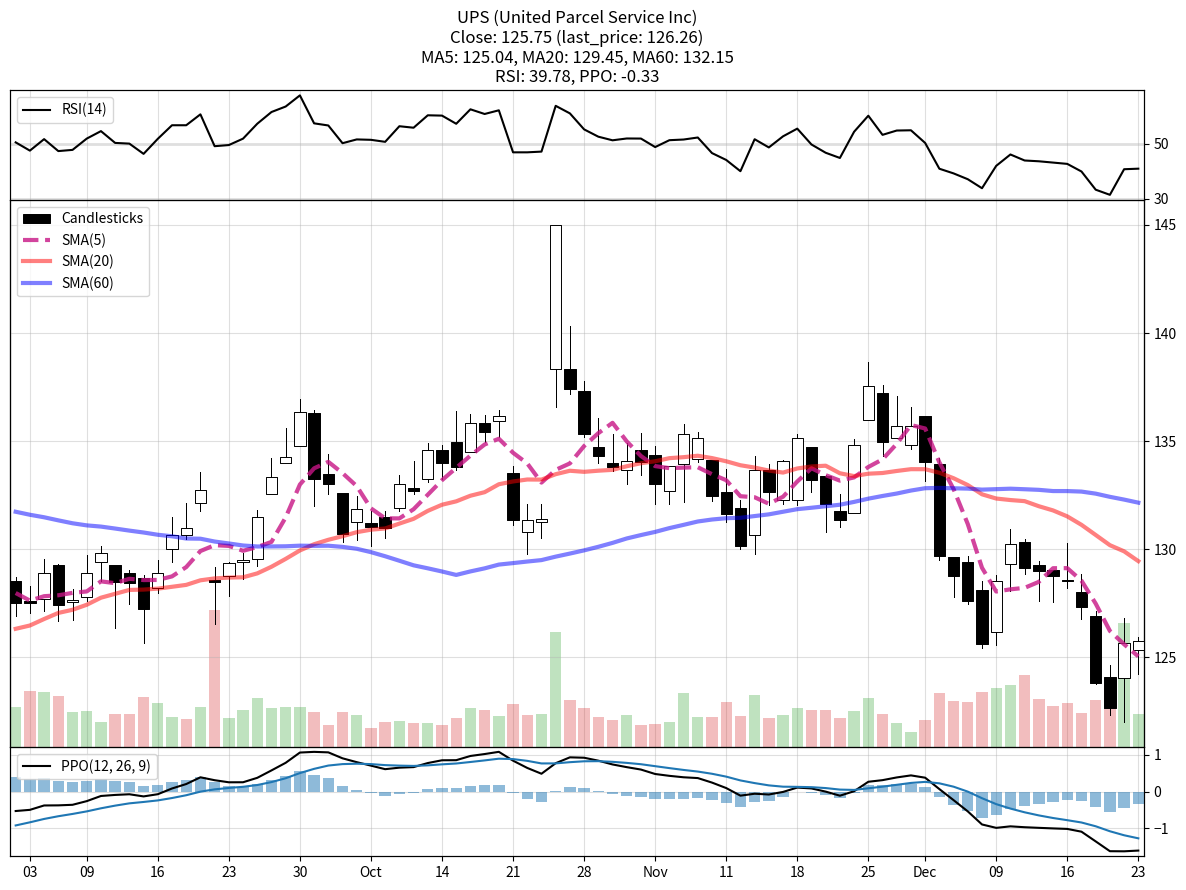 UPS (United Parcel Service Inc)
Close: 125.75 (last_price: 126.26)
MA5: 125.04, MA20: 129.45, MA60: 132.15
RSI: 39.78, PPO: -0.33
RSI(14)
50
30
Candlesticks
SMA(5)
SMA(20)
SMA(60)
145
140
135
130
125
PPO(12, 26, 9)
1
0
−1
03 09 16 23 30 Oct 14 21 28 Nov 11 18 25 Dec 09 16 23